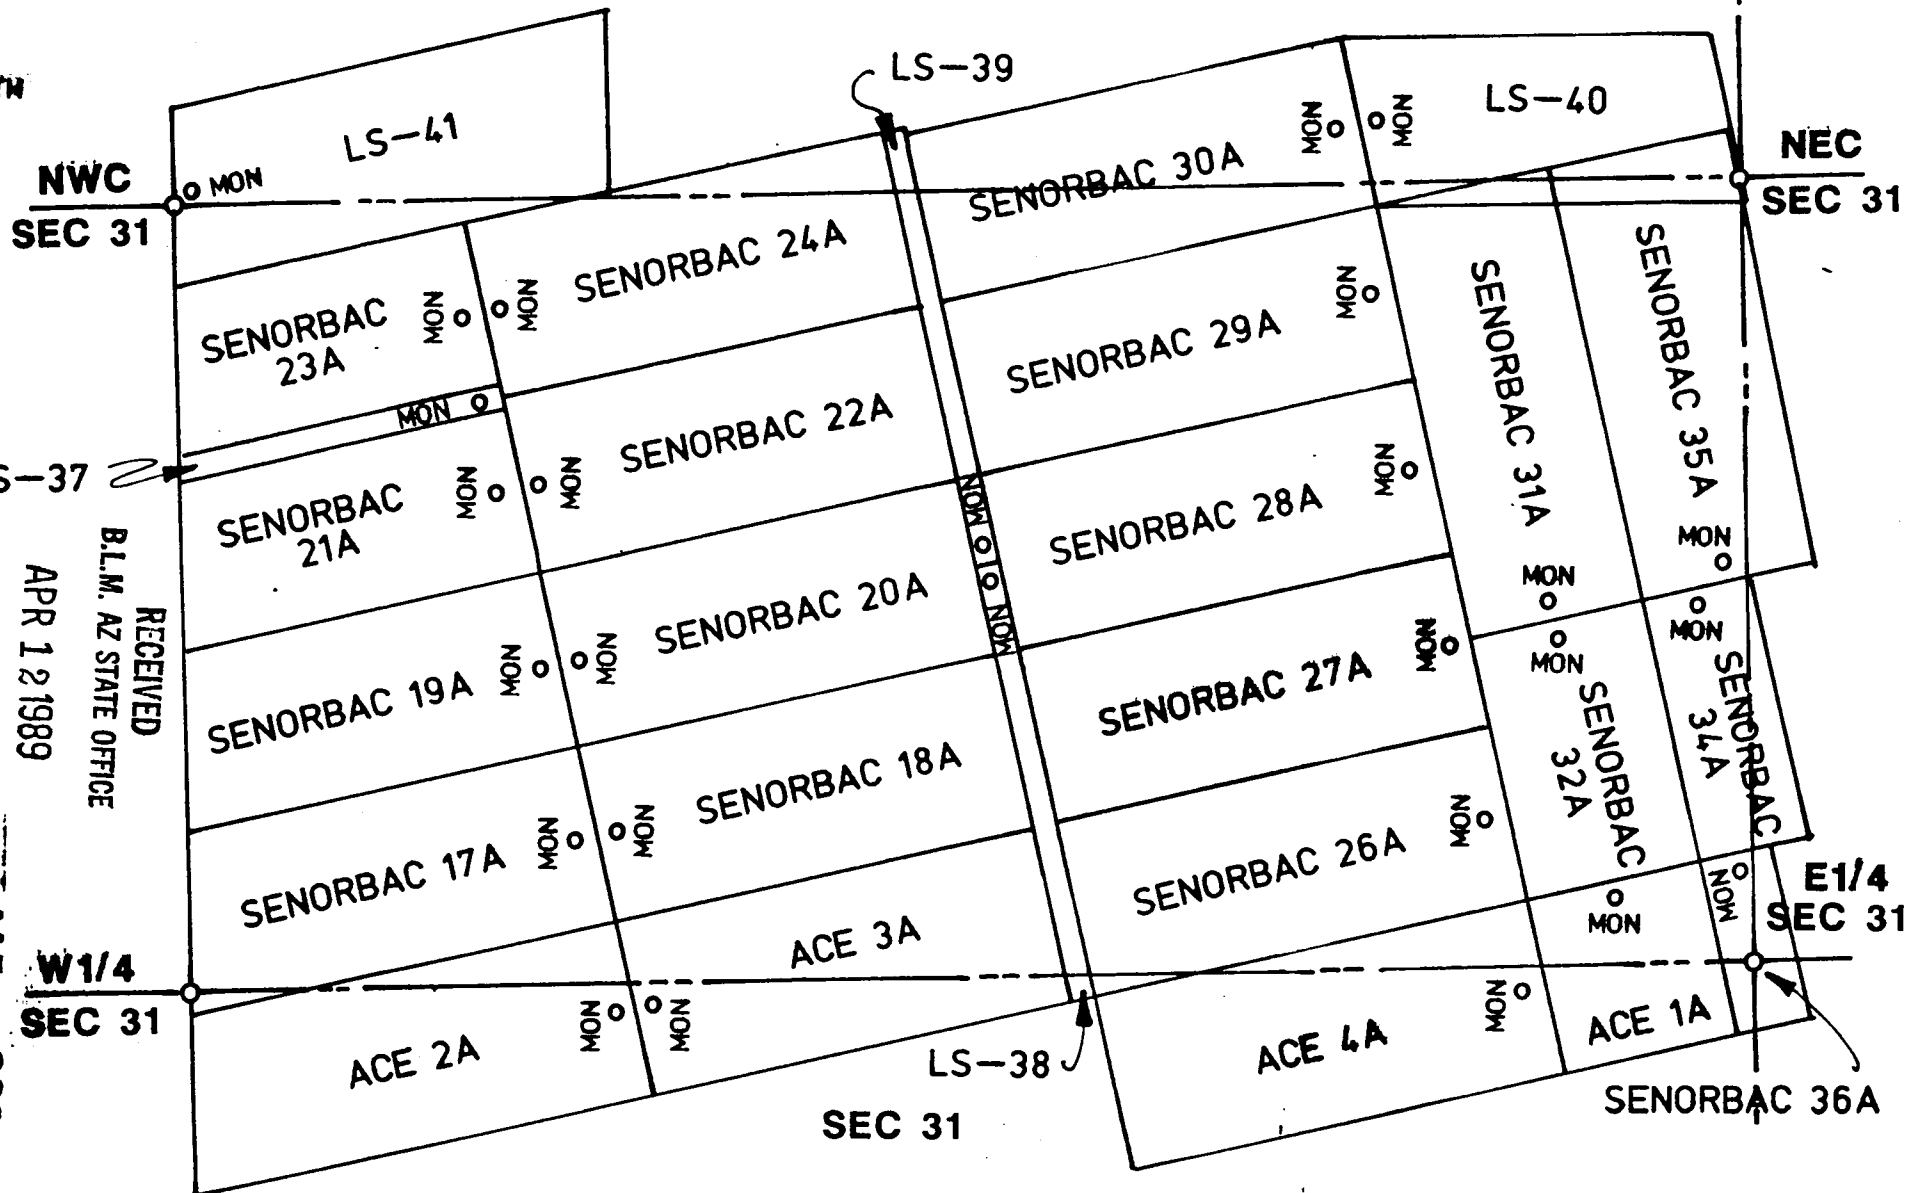 LS-39
LS-41
LS-40
NWC
SEC 31
MON
MON
MON
NEC
SEC 31
SENORBAC 30A
SENORBAC 24A
SENORBAC
23A
MON
MON
SENORBAC 29A
MON
SENORBAC 31A
SENORBAC 35A
MON
SENORBAC 22A
S-37
SENORBAC
21A
MON
MON
MON
MON
SENORBAC 28A
MON
MON
MON
RECEIVED
B.L.M. AZ STATE OFFICE
APR 12 1989
SENORBAC 19A
MON
MON
SENORBAC 20A
SENORBAC 27A
MON
MON
MON
SENORBAC
32A
SENORBAC
34A
SENORBAC 17A
MON
MON
SENORBAC 18A
SENORBAC 26A
MON
MON
MON
E1/4
SEC 31
W1/4
SEC 31
ACE 3A
ACE 2A
MON
MON
LS-38
ACE 4A
MON
ACE 1A
SEC 31
SENORBAC 36A